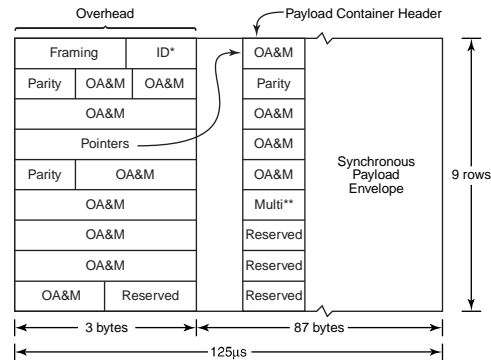 Overhead
Payload Container Header
Framing ID* OA&M
Parity OA&M OA&M Parity
OA&M OA&M
Pointers OA&M
Parity OA&M OA&M
OA&M Multi**
OA&M Reserved
OA&M Reserved
OA&M Reserved Reserved
Synchronous
Payload
Envelope
9 rows
3 bytes 87 bytes
125µs